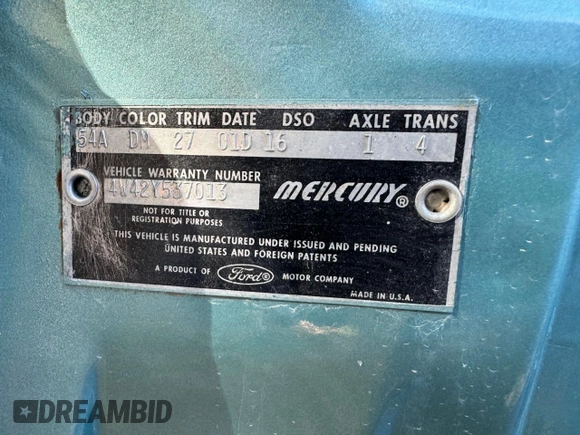 BODY COLOR TRIM DATE DSO AXLE TRANS
54A DM 27 01D 16 1 4
VEHICLE WARRANTY NUMBER
4W42Y537013
MERCURY®
NOT FOR TITLE OR
REGISTRATION PURPOSES
THIS VEHICLE IS MANUFACTURED UNDER ISSUED AND PENDING
UNITED STATES AND FOREIGN PATENTS
A PRODUCT OF Ford® MOTOR COMPANY
MADE IN U.S.A.
DREAMBID